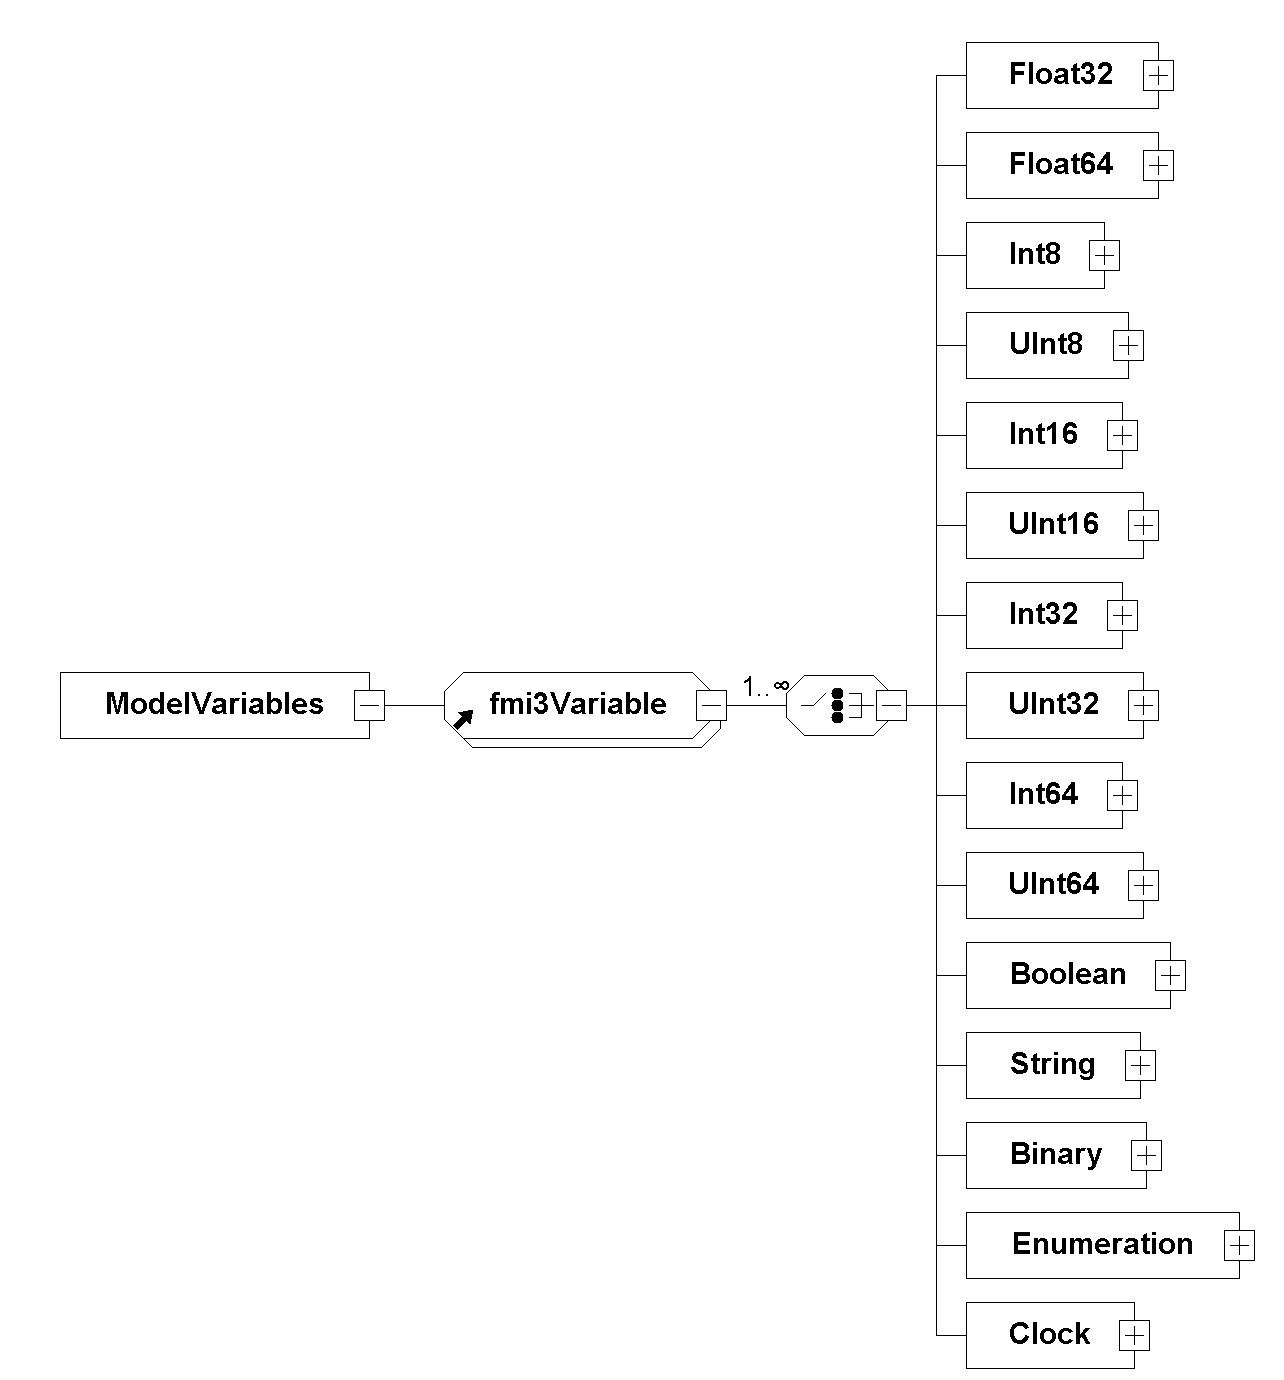 Float32
Float64
Int8
UInt8
Int16
UInt16
Int32
ModelVariables
fmi3Variable
1..∞
UInt32
Int64
UInt64
Boolean
String
Binary
Enumeration
Clock